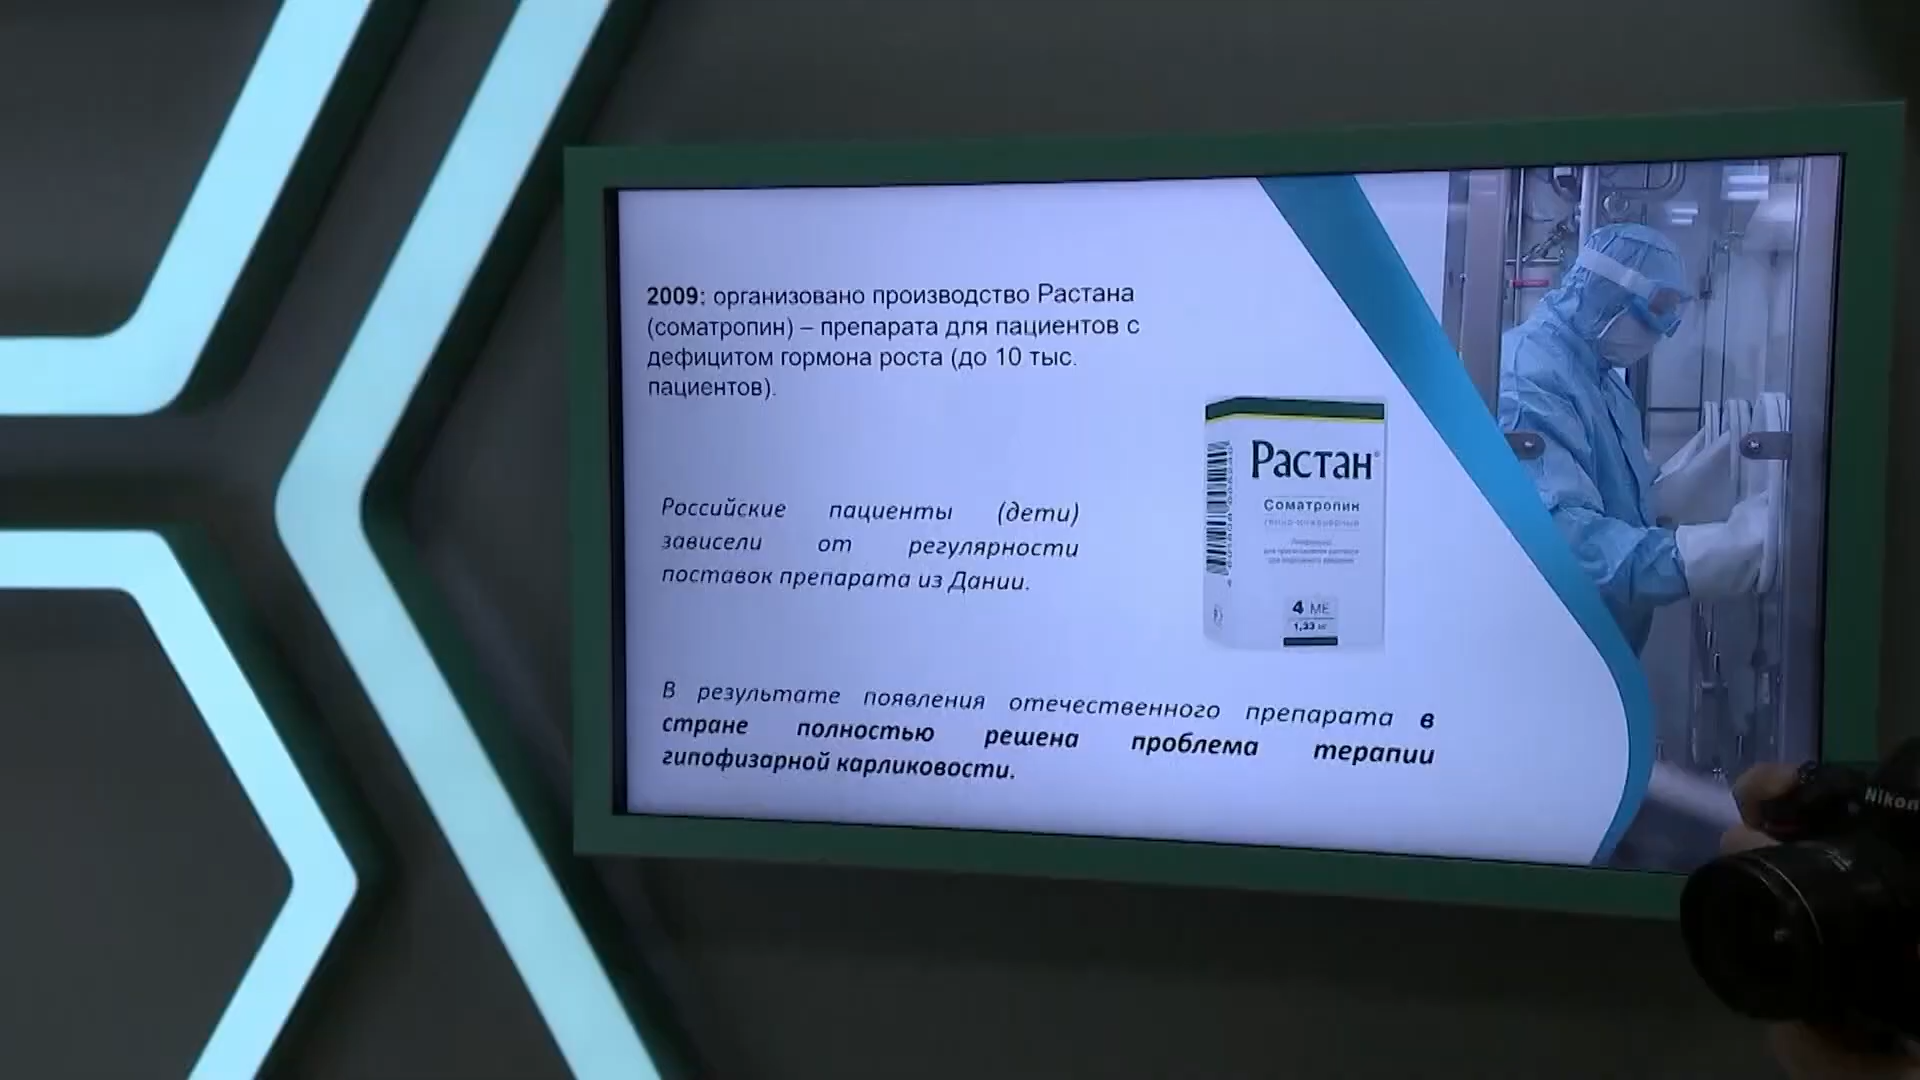 2009: организовано производство Растана
(соматропин) – препарата для пациентов с
дефицитом гормона роста (до 10 тыс.
пациентов).
Российские пациенты (дети)
зависели от регулярности
поставок препарата из Дании.
Растан®
Соматропин
4 МЕ
1,33 мг
В результате появления отечественного препарата в
стране полностью решена проблема терапии
гипофизарной карликовости.
Nikon